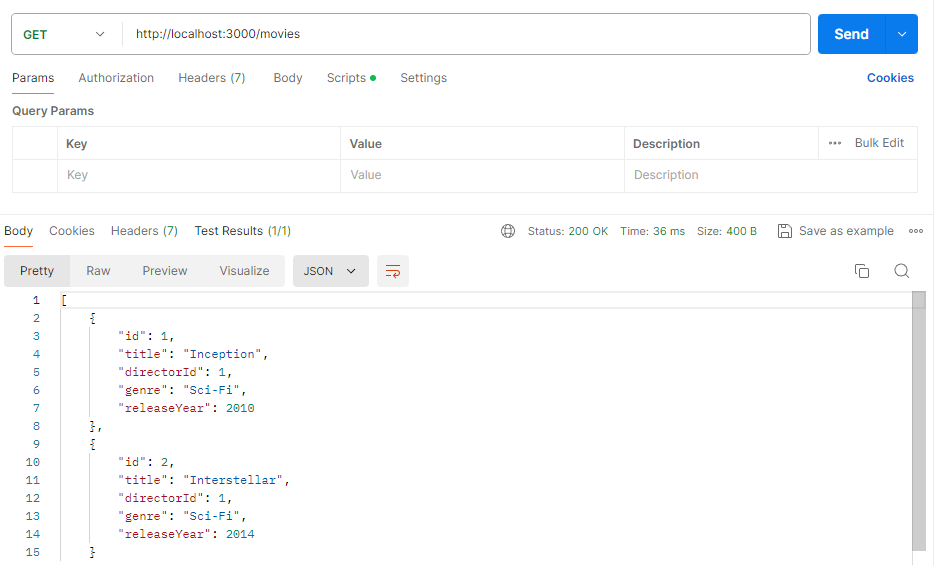 GET http://localhost:3000/movies Send
Params Authorization Headers (7) Body Scripts Settings Cookies
Query Params
Key Value Description ••• Bulk Edit
Key Value Description
Body Cookies Headers (7) Test Results (1/1) Status: 200 OK Time: 36 ms Size: 400 B Save as example
Pretty Raw Preview Visualize JSON
1 [
2 {
3 "id": 1,
4 "title": "Inception",
5 "directorId": 1,
6 "genre": "Sci-Fi",
7 "releaseYear": 2010
8 },
9 {
10 "id": 2,
11 "title": "Interstellar",
12 "directorId": 1,
13 "genre": "Sci-Fi",
14 "releaseYear": 2014
15 }